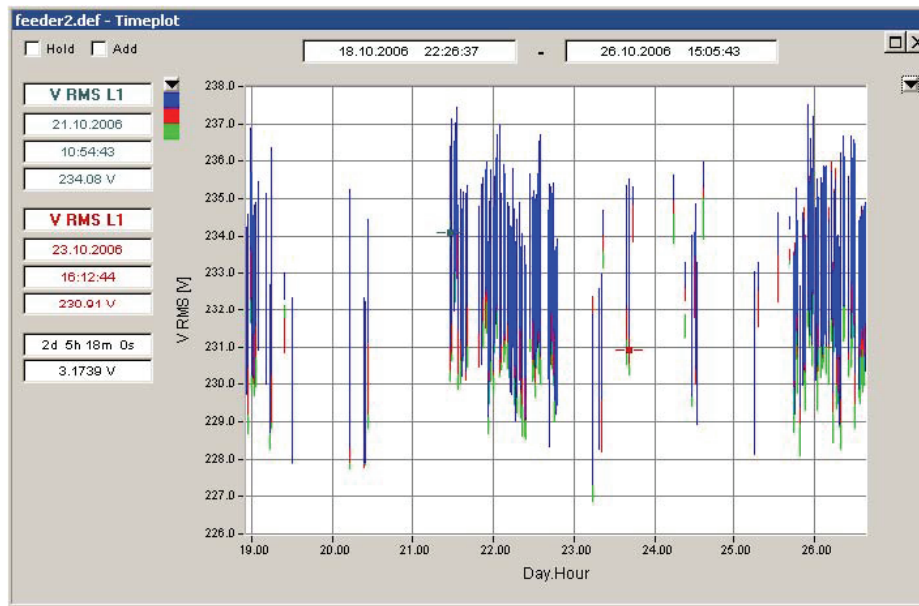 feeder2.def - Timeplot
Hold Add 18.10.2006 22:26:37 - 26.10.2006 15:05:43
V RMS L1
21.10.2006
10:54:43
234.08 V
V RMS L1
23.10.2006
16:12:44
230.91 V
2d 5h 18m 0s
3.1739 V
V RMS [V]
238.0
237.0
236.0
235.0
234.0
233.0
232.0
231.0
230.0
229.0
228.0
227.0
226.0
19.00 20.00 21.00 22.00 23.00 24.00 25.00 26.00
Day.Hour